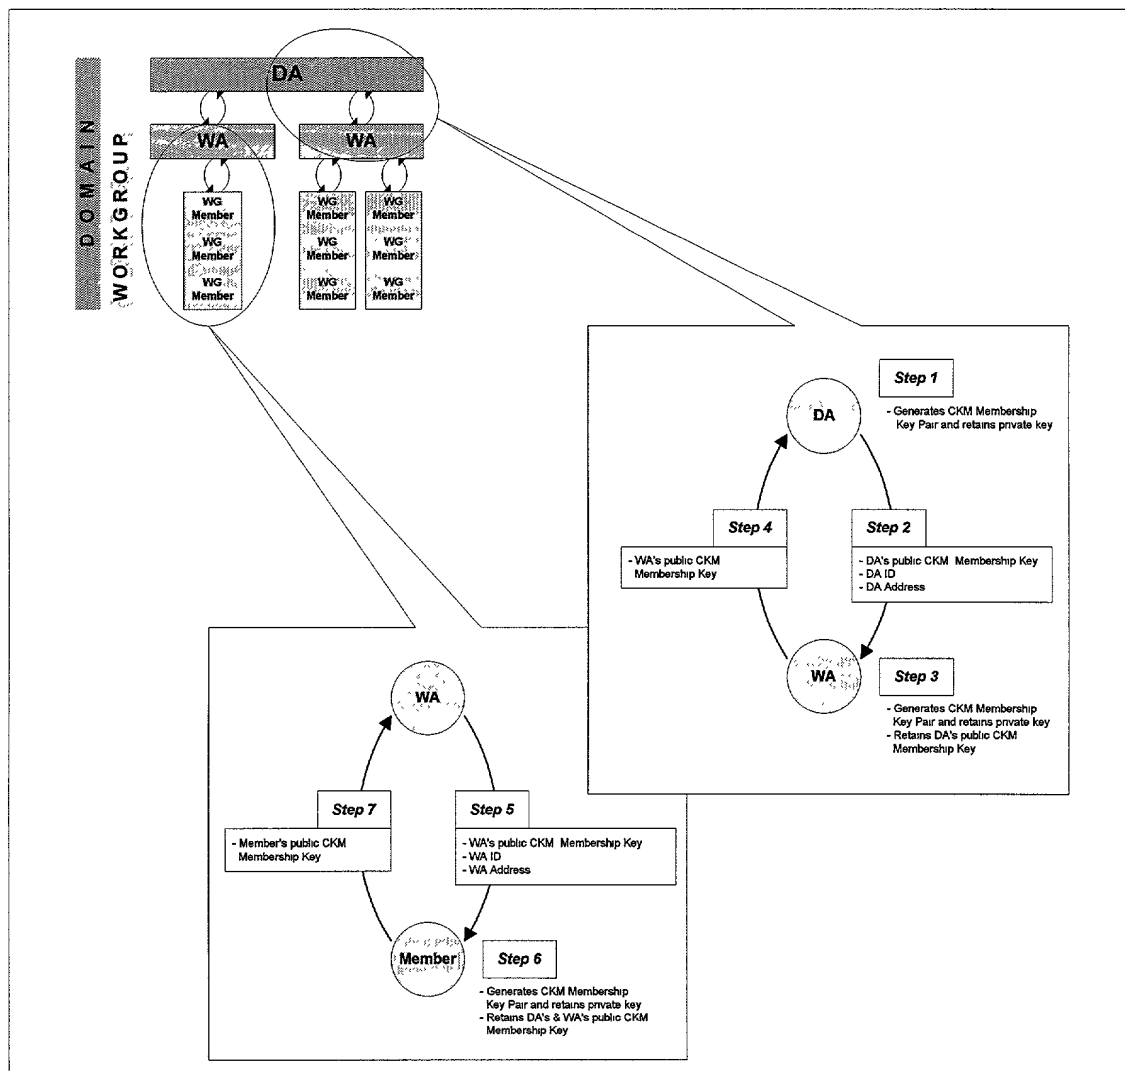 DOMAIN
WORKGROUP
DA
WA
WA
WG
Member
WG
Member
WG
Member
WG
Member
WG
Member
WG
Member
WG
Member
WG
Member
WG
Member
DA
Step 1
- Generates CKM Membership
Key Pair and retains private key
Step 4
- WA's public CKM
Membership Key
Step 2
- DA's public CKM Membership Key
- DA ID
- DA Address
WA
Step 3
- Generates CKM Membership
Key Pair and retains private key
- Retains DA's public CKM
Membership Key
WA
Step 7
- Member's public CKM
Membership Key
Step 5
- WA's public CKM Membership Key
- WA ID
- WA Address
Member
Step 6
- Generates CKM Membership
Key Pair and retains private key
- Retains DA's & WA's public CKM
Membership Key